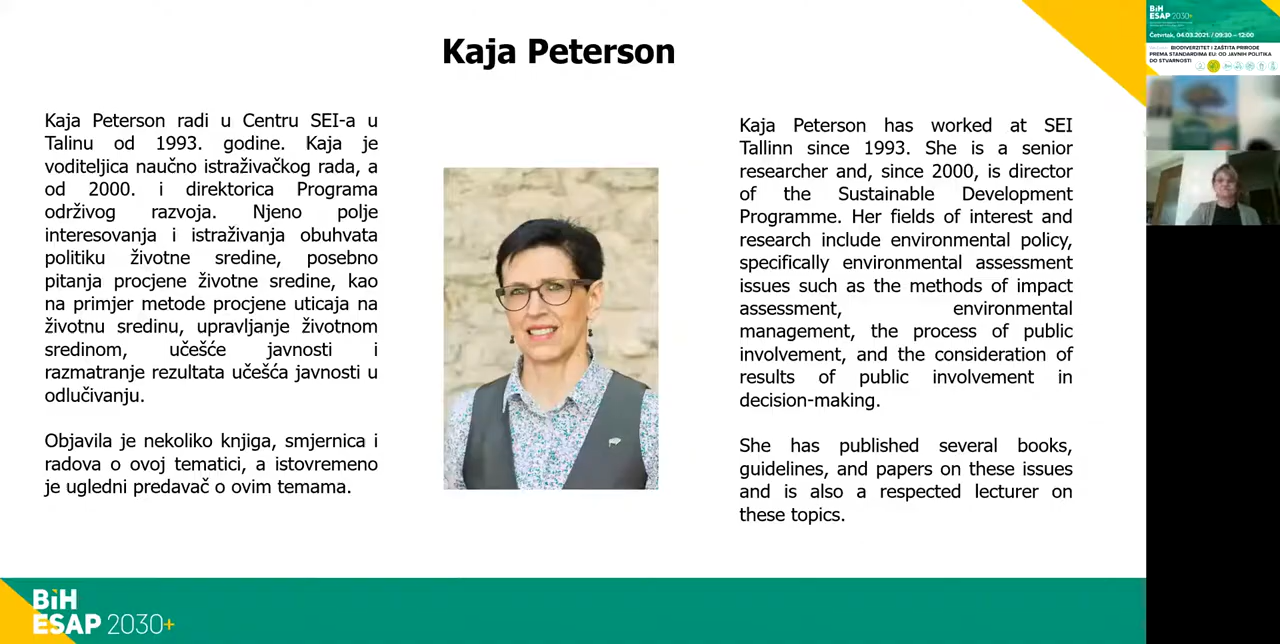 Kaja Peterson
Kaja Peterson radi u Centru SEI-a u
Talinu od 1993. godine. Kaja je
voditeljica naučno istraživačkog rada, a
od 2000. i direktorica Programa
održivog razvoja. Njeno polje
interesovanja i istraživanja obuhvata
politiku životne sredine, posebno
pitanja procjene životne sredine, kao
na primjer metode procjene uticaja na
životnu sredinu, upravljanje životnom
sredinom, učešće javnosti i
razmatranje rezultata učešća javnosti u
odlučivanju.
Objavila je nekoliko knjiga, smjernica i
radova o ovoj tematici, a istovremeno
je ugledni predavač o ovim temama.
Kaja Peterson has worked at SEI
Tallinn since 1993. She is a senior
researcher and, since 2000, is director
of the Sustainable Development
Programme. Her fields of interest and
research include environmental policy,
specifically environmental assessment
issues such as the methods of impact
assessment, environmental
management, the process of public
involvement, and the consideration of
results of public involvement in
decision-making.
She has published several books,
guidelines, and papers on these issues
and is also a respected lecturer on
these topics.
BiH
ESAP 2030+
BiH
ESAP 2030+
Četvrtak, 04.03.2021. / 09:30 – 12:00
BIODIVERZITET I ZAŠTITA PRIRODE
PREMA STANDARDIMA EU: OD JAVNIH POLITIKA
DO STVARNOSTI